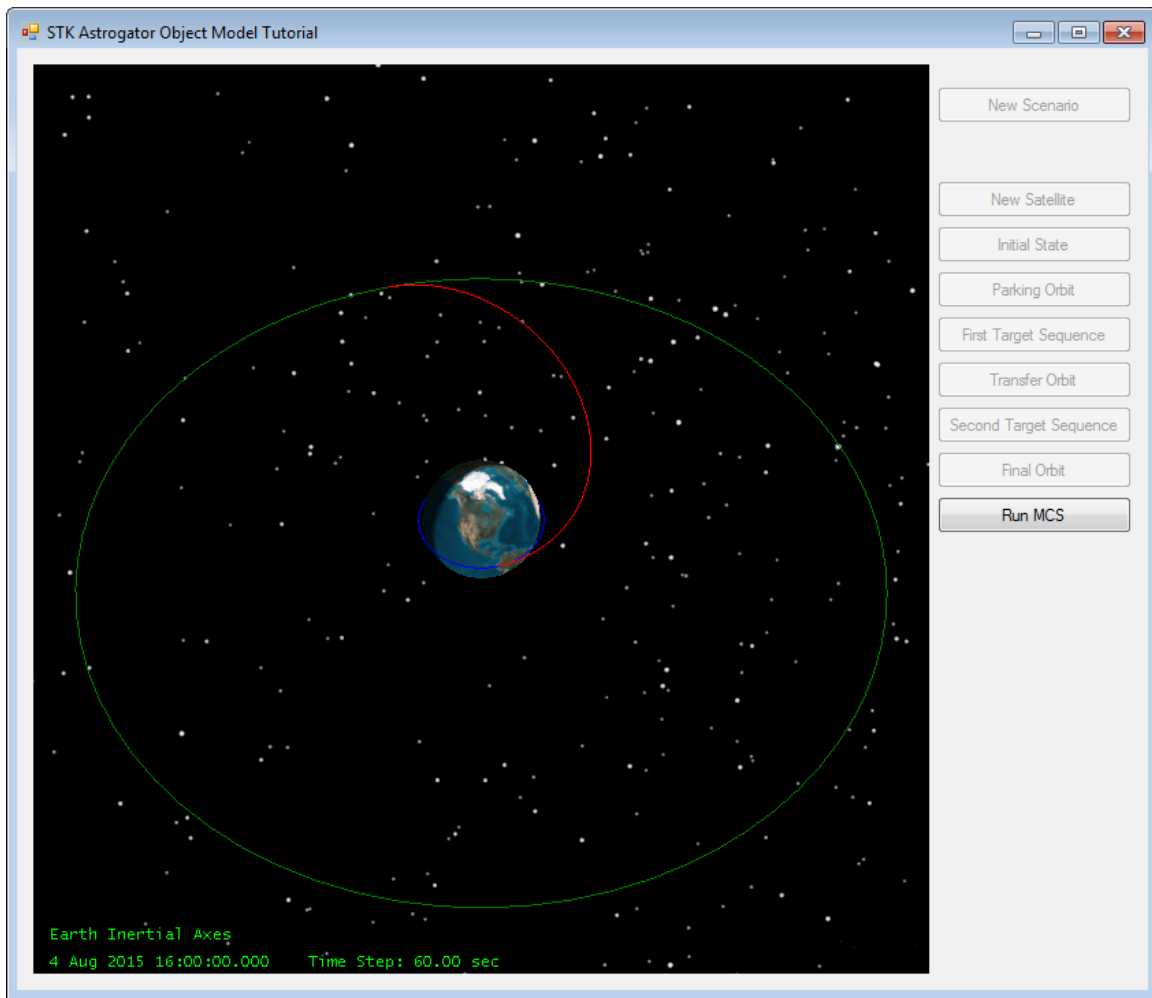 STK Astrogator Object Model Tutorial
New Scenario
New Satellite
Initial State
Parking Orbit
First Target Sequence
Transfer Orbit
Second Target Sequence
Final Orbit
Run MCS
Earth Inertial Axes
4 Aug 2015 16:00:00.000 Time Step: 60.00 sec